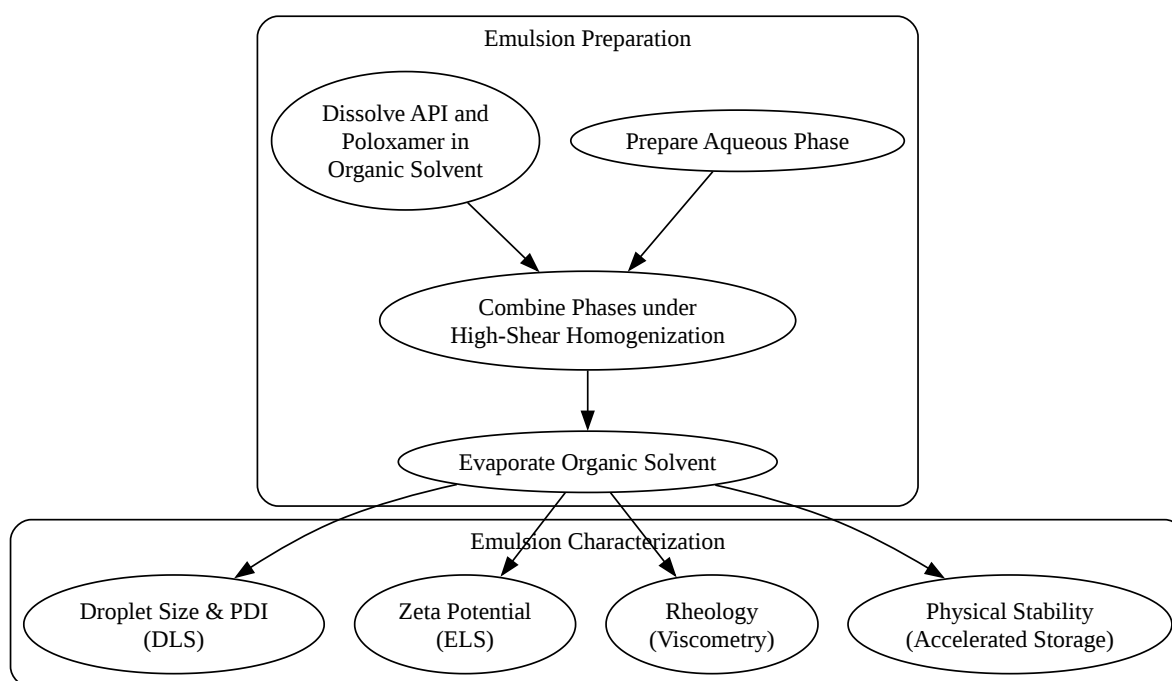 Emulsion Preparation
Dissolve API and
Poloxamer in
Organic Solvent
Prepare Aqueous Phase
Combine Phases under
High-Shear Homogenization
Evaporate Organic Solvent
Emulsion Characterization
Droplet Size & PDI
(DLS)
Zeta Potential
(ELS)
Rheology
(Viscometry)
Physical Stability
(Accelerated Storage)